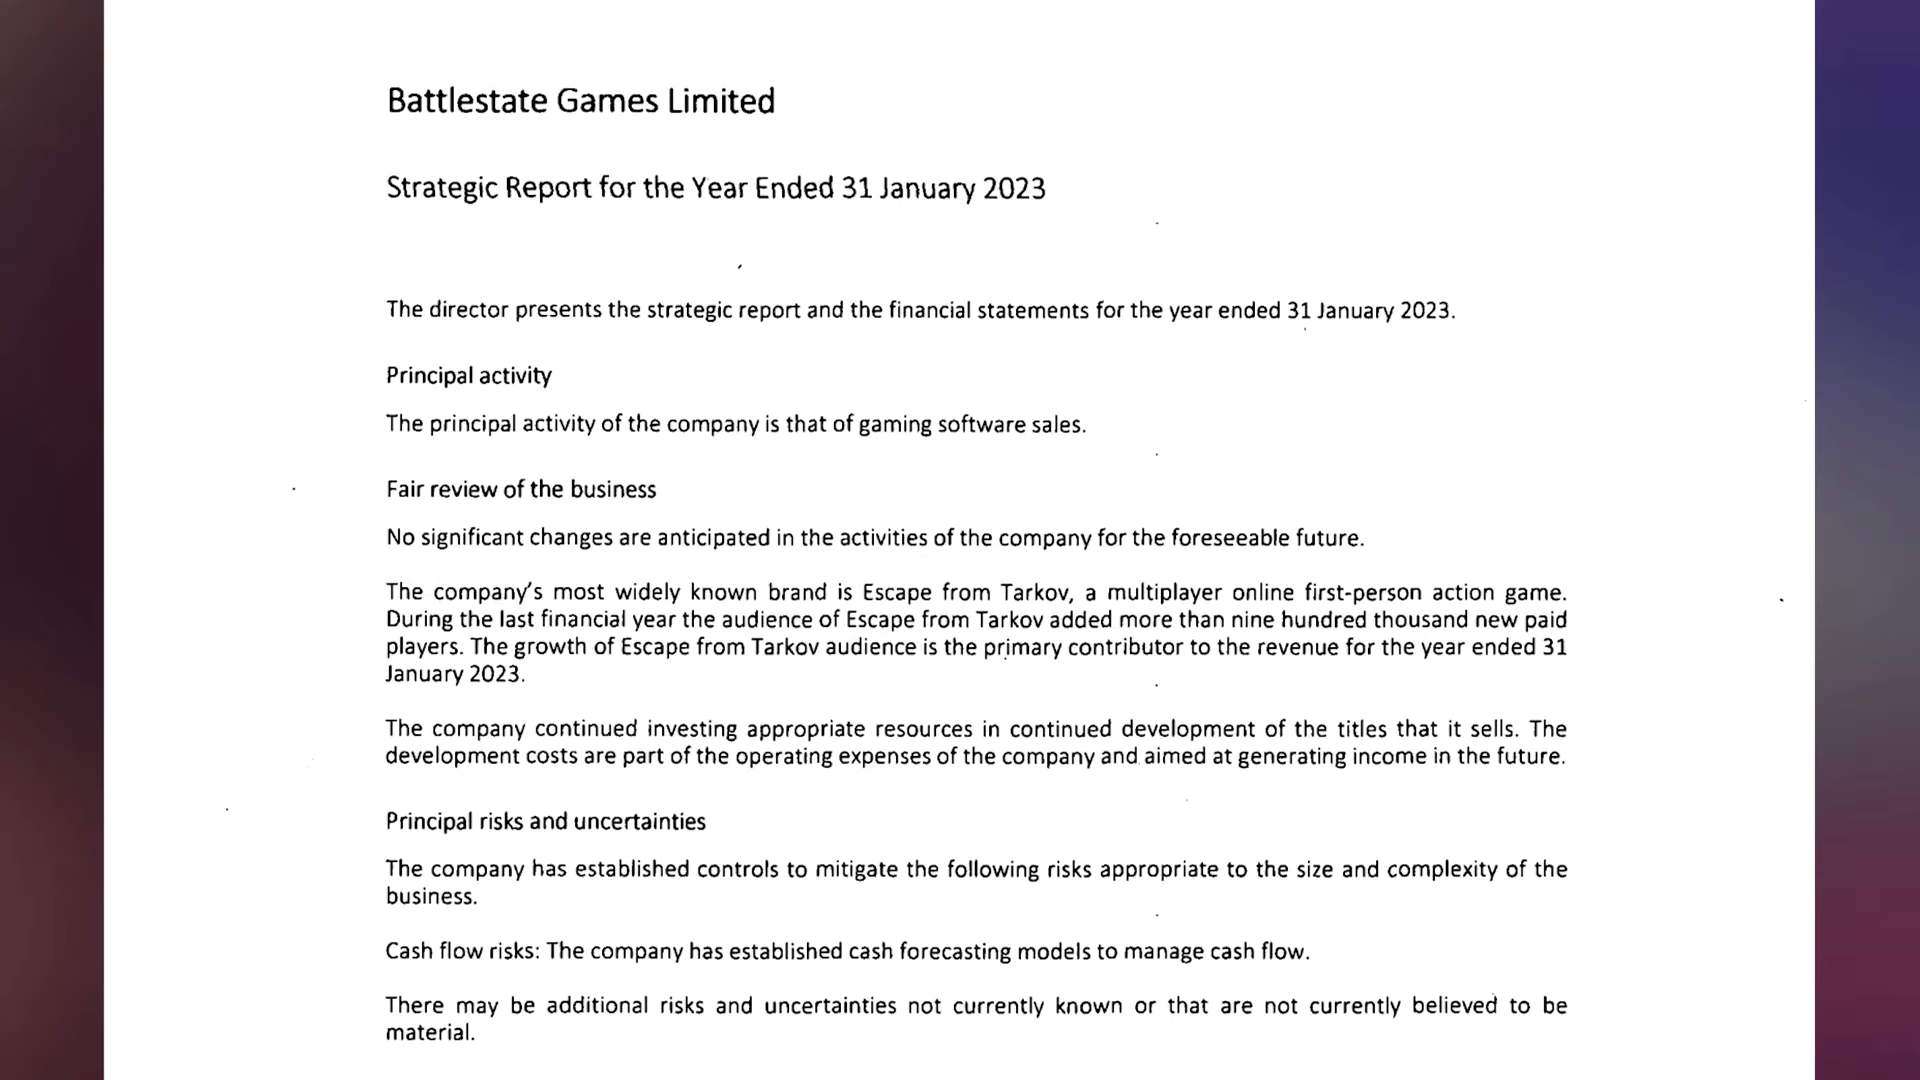 Battlestate Games Limited
Strategic Report for the Year Ended 31 January 2023
The director presents the strategic report and the financial statements for the year ended 31 January 2023.
Principal activity
The principal activity of the company is that of gaming software sales.
Fair review of the business
No significant changes are anticipated in the activities of the company for the foreseeable future.
The company's most widely known brand is Escape from Tarkov, a multiplayer online first-person action game.
During the last financial year the audience of Escape from Tarkov added more than nine hundred thousand new paid
players. The growth of Escape from Tarkov audience is the primary contributor to the revenue for the year ended 31
January 2023.
The company continued investing appropriate resources in continued development of the titles that it sells. The
development costs are part of the operating expenses of the company and aimed at generating income in the future.
Principal risks and uncertainties
The company has established controls to mitigate the following risks appropriate to the size and complexity of the
business.
Cash flow risks: The company has established cash forecasting models to manage cash flow.
There may be additional risks and uncertainties not currently known or that are not currently believed to be
material.